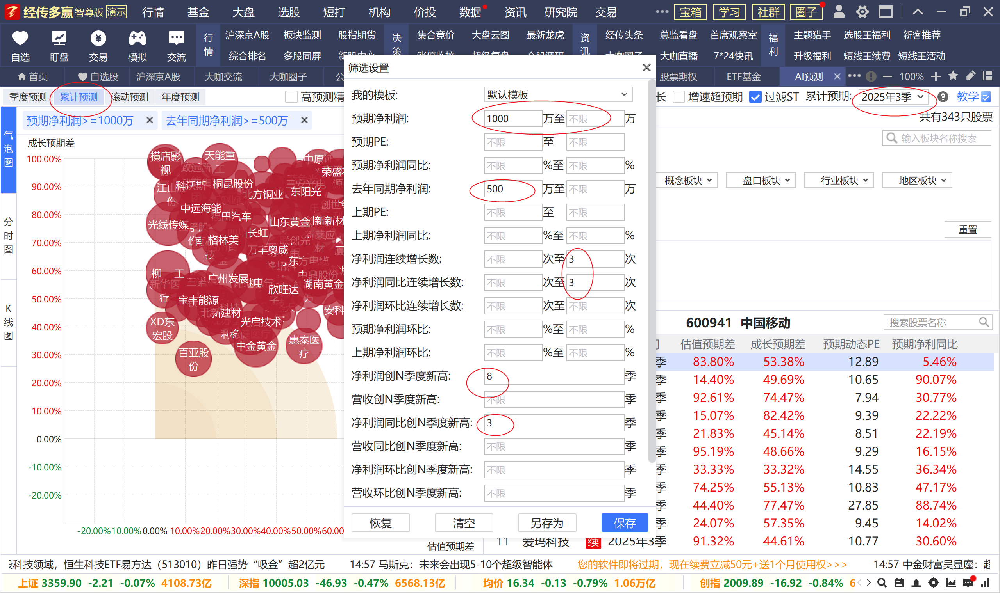 经传多赢 智尊版 演示 行情 基金 大盘 选股 短打 机构 价投 数据 资讯 研究院 交易 ••• 宝箱 学习 社群 圈子
自选 盯盘 交易 模拟 交流
行情 沪深京A股 板块监测 股指期货 决策 集合竞价 大盘云图 最新龙虎 资讯 经传头条 总监看盘 首席观察室 福利 主题猎手 选股王福利 新客推荐
综合排名 多股同屏 大咖直播 7*24快讯 升级福利 短线王续费 短线王活动
首页 自选股 沪深京A股 大咖交流 大咖圈子 公 股票期权 ETF基金 AI预测 100%
季度预测 累计预测 滚动预测 年度预测 高预测精 长 增速超预期 过滤ST 累计预期: 2025年3季 教学
预期净利润>=1000万 去年同期净利润>=500万 共有343只股票
输入板块名称搜索
概念板块 盘口板块 行业板块 地区板块
重置
气泡图
分时图
K线图
成长预期差
100.00%
90.00%
80.00%
70.00%
60.00%
50.00%
40.00%
30.00%
20.00%
10.00%
0.00%
-10.00%
-20.00%
横店影视
天能重工
中原证
荣盛
科沃斯
桐昆股份
北方铜业
东阳光
中远海能
中汽车
山东黄金
新新材
光线传媒
长虹
格林美
万丰奥威
柳 工
广州发展
欣旺达
湖南黄金
新华医疗
三诺
宝丰能源
新建材
光启技术
安科
XD东宏股
中金黄金
惠泰医疗
百亚股份
-20.00% 10.00% 0.00% 10.00% 20.00% 30.00% 40.00% 50.00% 60.00
估值预期差
筛选设置
我的模板: 默认模板
预期净利润: 1000 万至 不限 万
预期PE: 不限 至 不限
预期净利润同比: 不限 %至 不限 %
去年同期净利润: 500 万至 不限 万
上期PE: 不限 至 不限
上期净利润同比: 不限 %至 不限 %
净利润连续增长数: 不限 次至 3 次
净利润同比连续增长数: 不限 次至 3 次
净利润环比连续增长数: 不限 次至 不限 次
预期净利润环比: 不限 %至 不限 %
上期净利润环比: 不限 %至 不限 %
净利润创N季度新高: 8 季
营收创N季度新高: 不限 季
净利润同比创N季度新高: 3 季
营收同比创N季度新高: 不限 季
净利润环比创N季度新高: 不限 季
营收环比创N季度新高: 不限 季
恢复 清空 另存为 保存
600941 中国移动 搜索股票名称
估值预期差 成长预期差 预期动态PE 预期净利同比
季 83.80% 53.38% 12.89 5.46%
季 14.40% 49.69% 10.65 90.07%
季 92.61% 74.47% 7.94 30.77%
季 15.07% 82.42% 9.39 22.22%
季 21.83% 45.14% 8.51 22.19%
季 95.19% 48.66% 9.29 16.15%
季 33.33% 33.32% 14.55 36.34%
季 74.25% 55.13% 10.83 47.17%
季 44.40% 77.47% 27.85 88.74%
季 24.07% 57.35% 9.45 14.02%
11 爱玛科技 续 2025年3季 91.32% 44.61% 10.77 30.60%
科技领域，恒生科技ETF易方达（513010）昨日强势“吸金”超2亿元 14:57 马斯克：未来会出现5-10个超级智能体 您的软件即将过期，现在续费立减50元+送1个月使用权>>> 14:57 中金财富吴显鏖：超
上证 3359.90 -2.21 -0.07% 4108.73亿 深指 10005.03 -46.93 -0.47% 6568.13亿 均价 16.34 -0.13 -0.79% 1.06万亿 创指 2009.89 -16.92 -0.84% 6